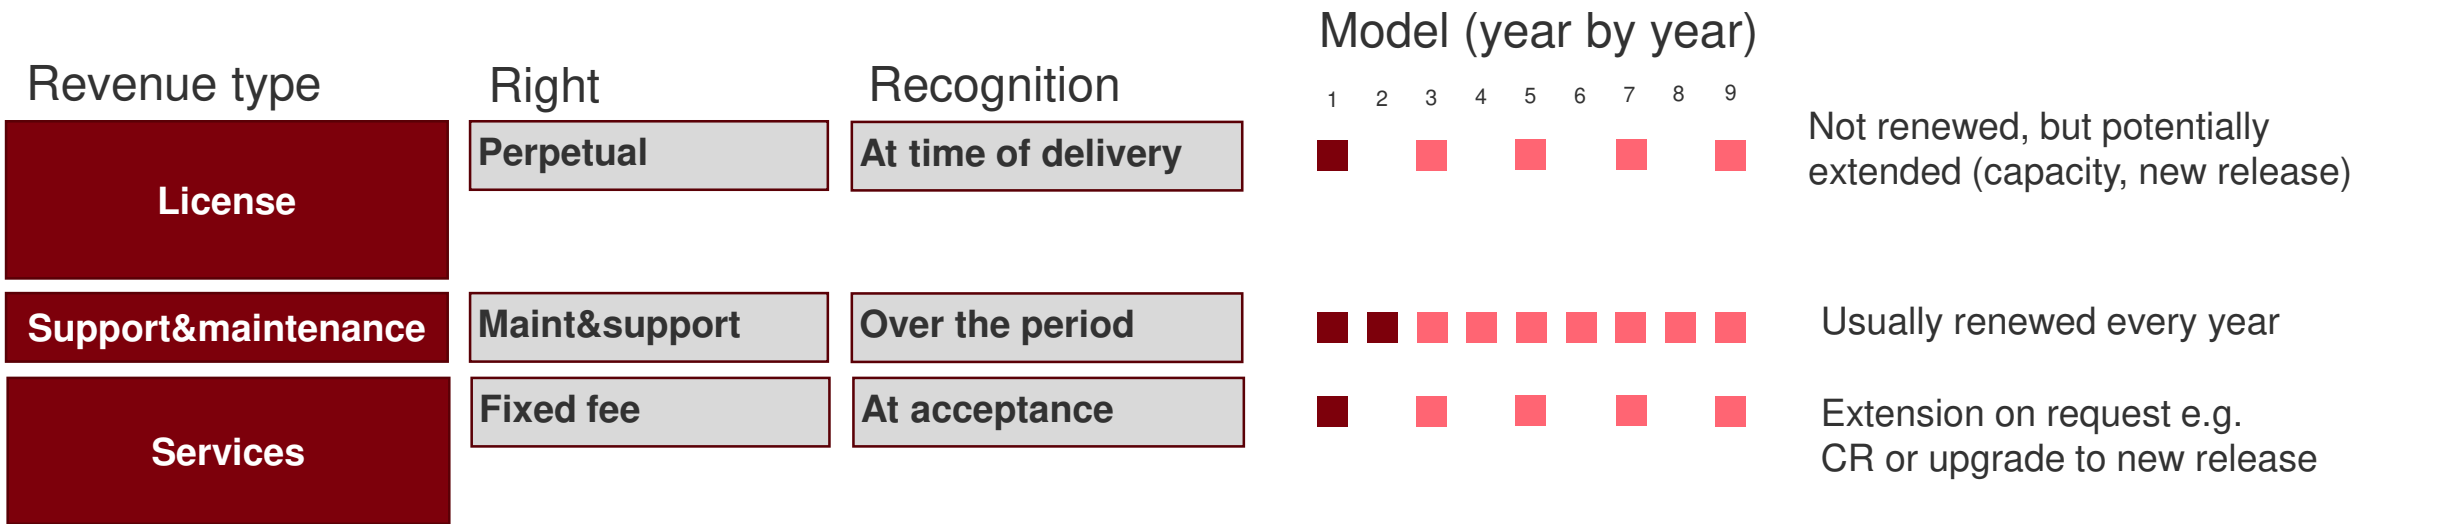 Model (year by year)
Revenue type Right Recognition
1 2 3 4 5 6 7 8 9
License Perpetual At time of delivery
Not renewed, but potentially
extended (capacity, new release)
Support&maintenance Maint&support Over the period Usually renewed every year
Services Fixed fee At acceptance
Extension on request e.g.
CR or upgrade to new release